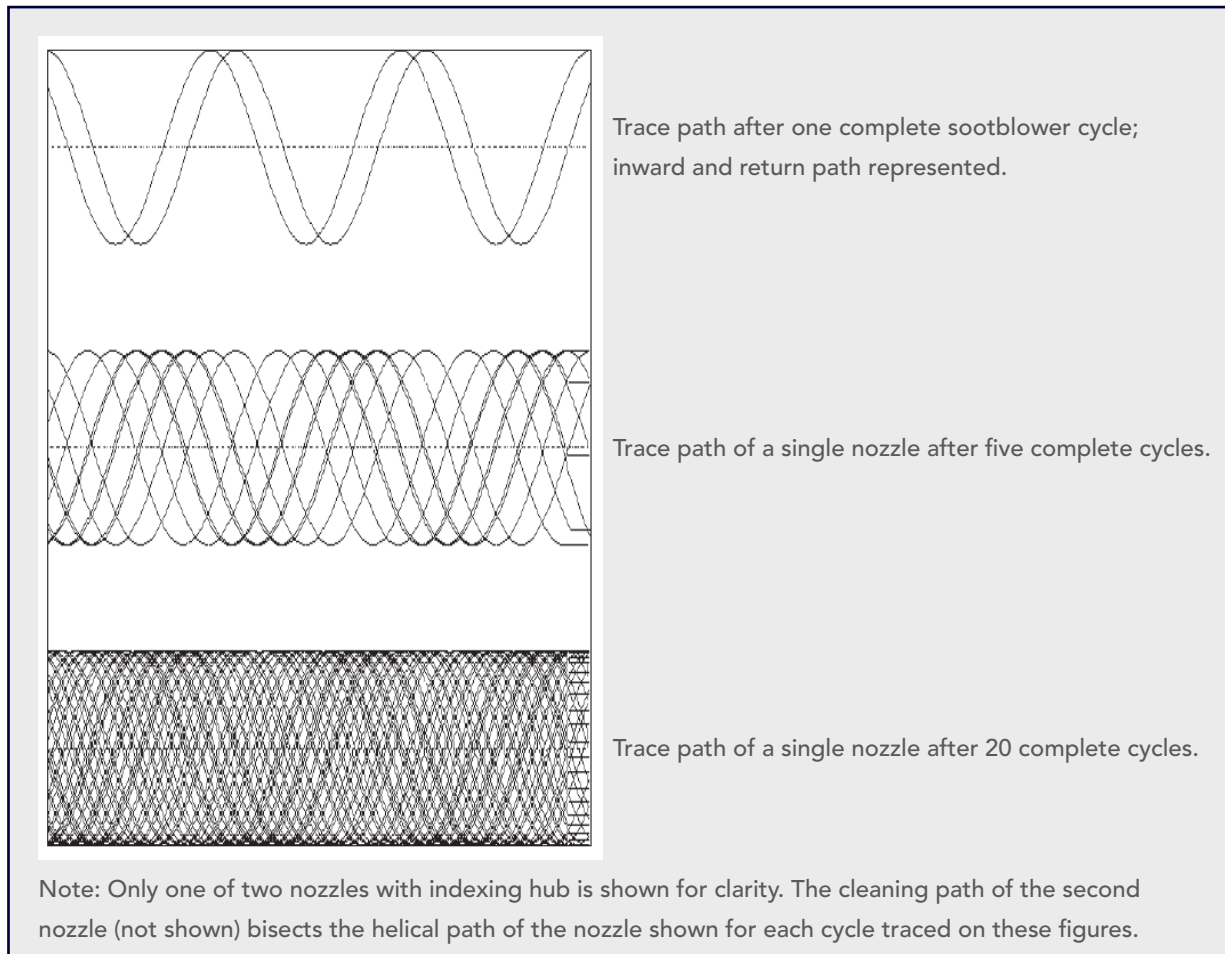 Trace path after one complete sootblower cycle;
inward and return path represented.
Trace path of a single nozzle after five complete cycles.
Trace path of a single nozzle after 20 complete cycles.
Note: Only one of two nozzles with indexing hub is shown for clarity. The cleaning path of the second
nozzle (not shown) bisects the helical path of the nozzle shown for each cycle traced on these figures.